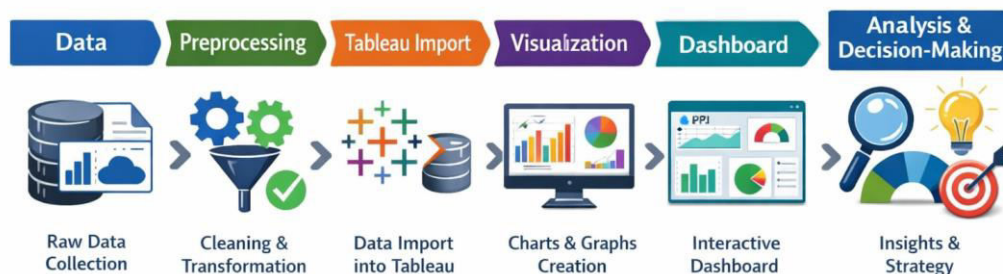 Data
Preprocessing
Tableau Import
Visualization
Dashboard
Analysis &
Decision-Making
PPJ
Raw Data
Collection
Cleaning &
Transformation
Data Import
into Tableau
Charts & Graphs
Creation
Interactive
Dashboard
Insights &
Strategy